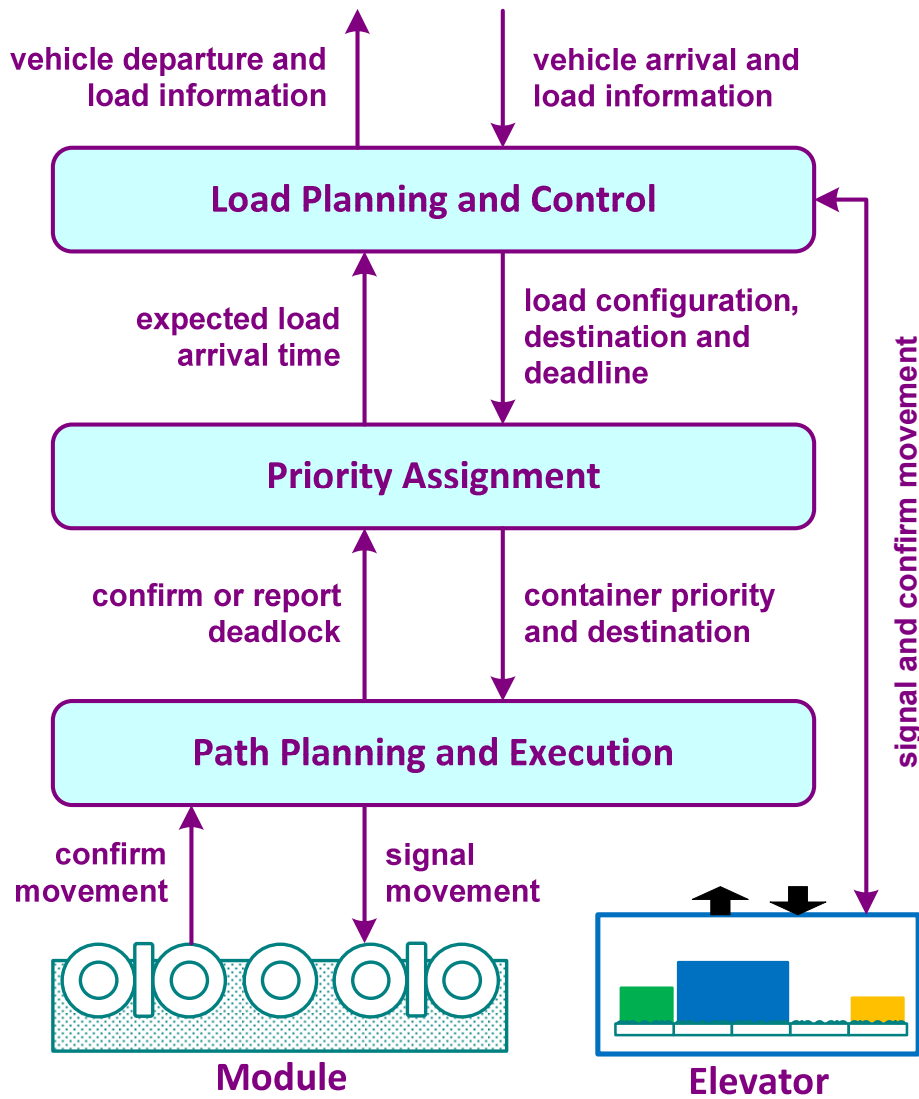 vehicle departure and
load information
vehicle arrival and
load information
Load Planning and Control
expected load
arrival time
load configuration,
destination and
deadline
signal and confirm movement
Priority Assignment
confirm or report
deadlock
container priority
and destination
Path Planning and Execution
confirm
movement
signal
movement
Module
Elevator